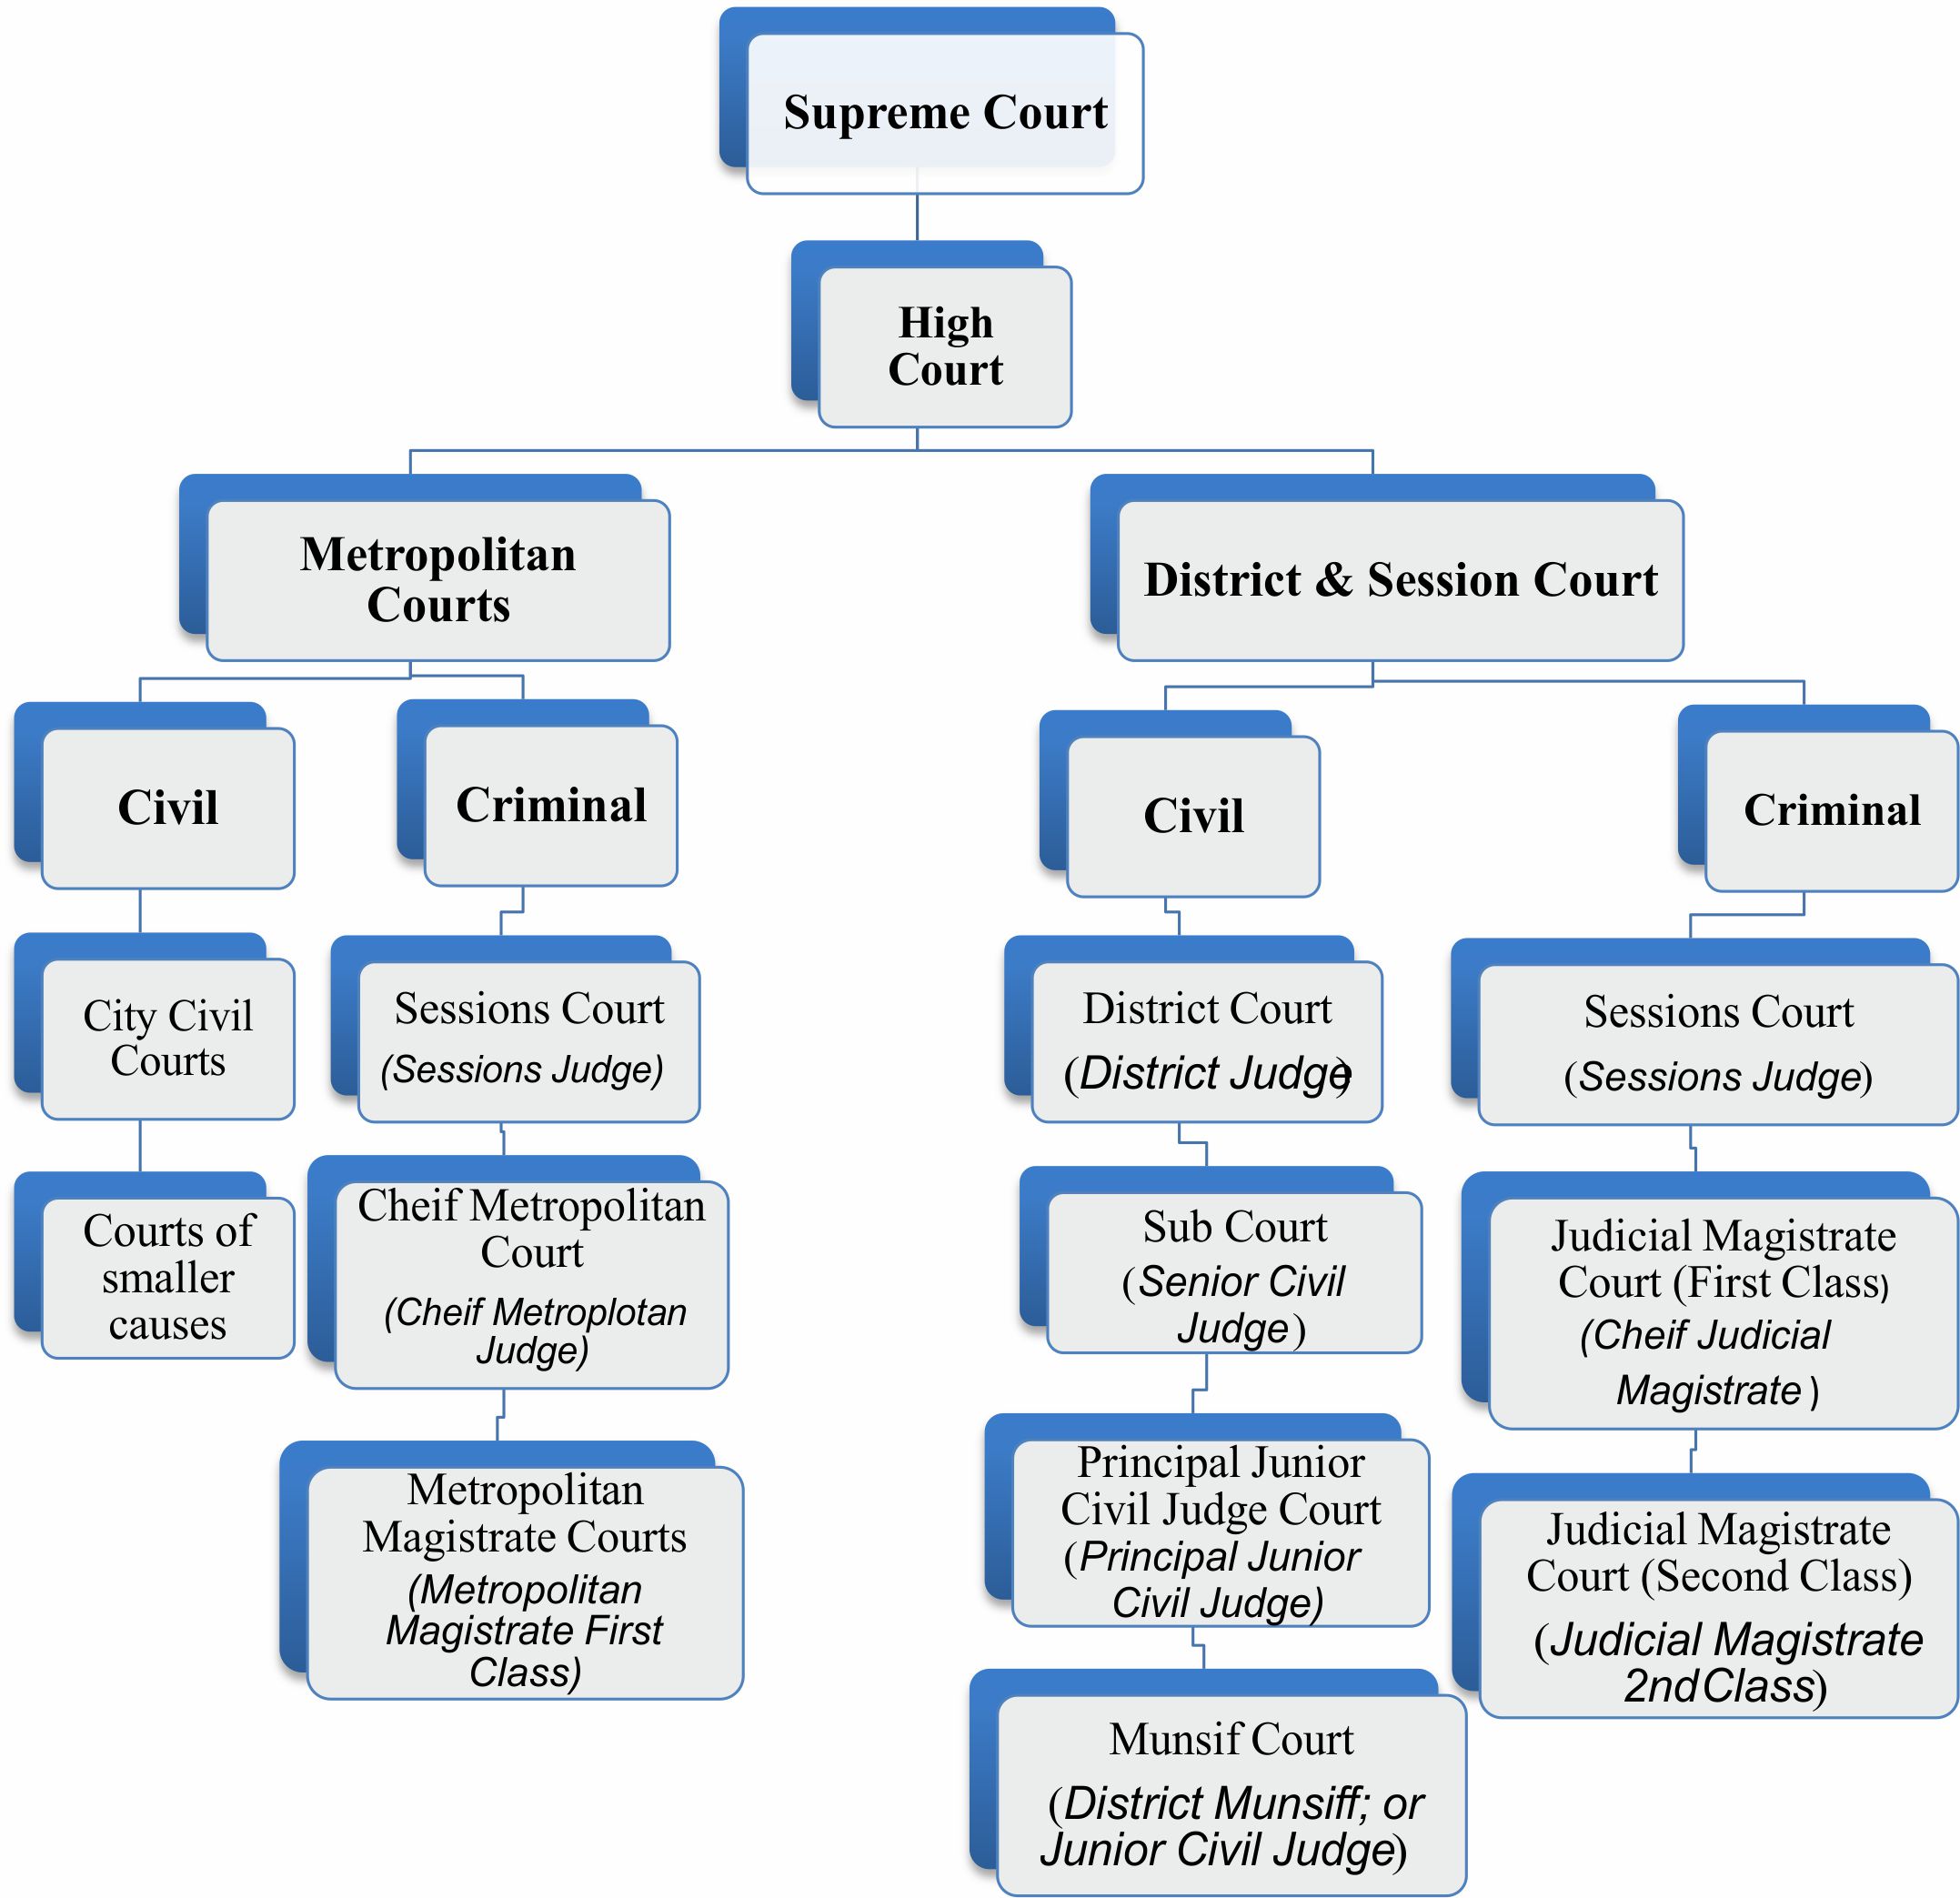 Supreme Court
High
Court
Metropolitan
Courts
District & Session Court
Civil
Criminal
Civil
Criminal
City Civil
Courts
Sessions Court
(Sessions Judge)
District Court
(District Judge)
Sessions Court
(Sessions Judge)
Courts of
smaller
causes
Cheif Metropolitan
Court
(Cheif Metroplotan
Judge)
Sub Court
(Senior Civil
Judge)
Judicial Magistrate
Court (First Class)
(Cheif Judicial
Magistrate)
Metropolitan
Magistrate Courts
(Metropolitan
Magistrate First
Class)
Principal Junior
Civil Judge Court
(Principal Junior
Civil Judge)
Judicial Magistrate
Court (Second Class)
(Judicial Magistrate
2nd Class)
Munsif Court
(District Munsiff; or
Junior Civil Judge)